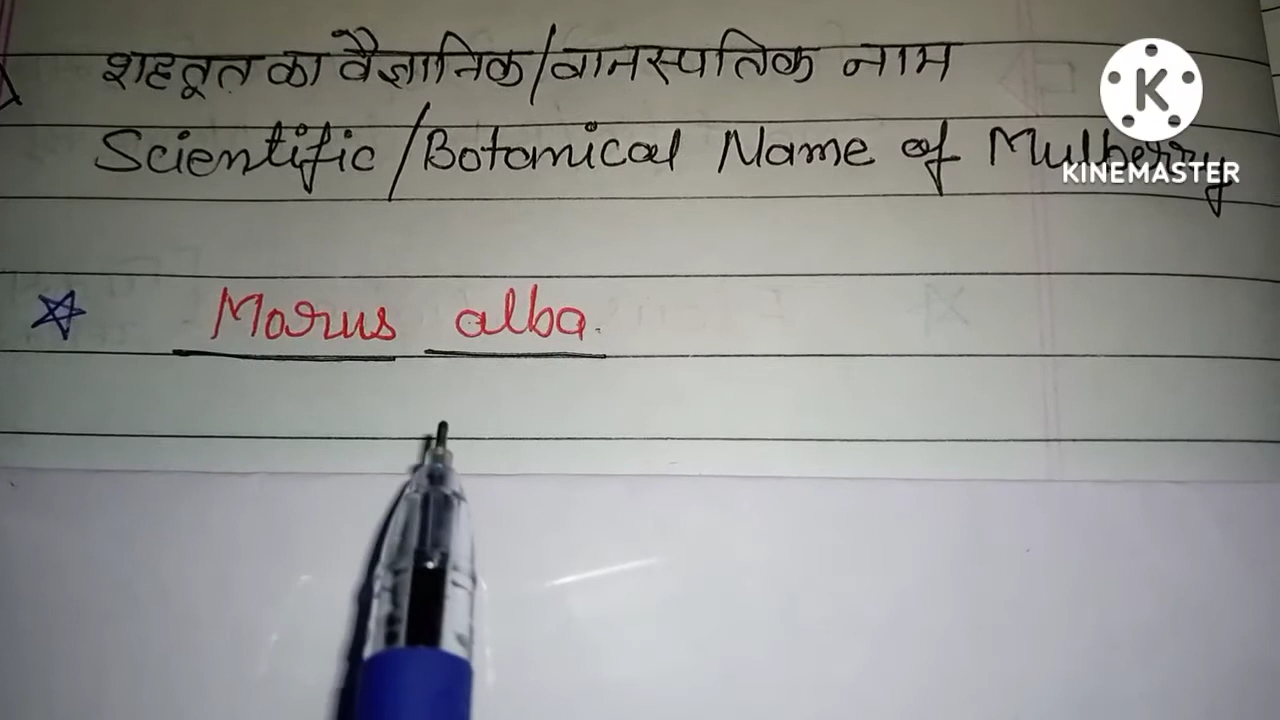 शहतूत का वैज्ञानिक/वानस्पतिक नाम
Scientific/Botanical Name of Mulberry
K
KINEMASTER
Morus alba.